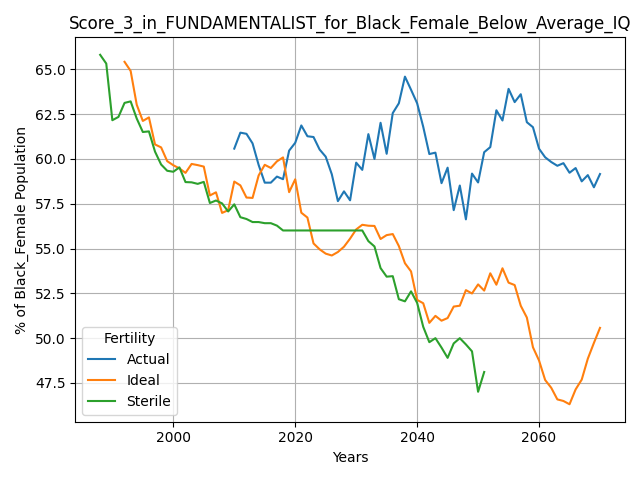 Score_3_in_FUNDAMENTALIST_for_Black_Female_Below_Average_IQ
% of Black_Female Population
65.0
62.5
60.0
57.5
55.0
52.5
50.0
47.5
Fertility
Actual
Ideal
Sterile
2000 2020 2040 2060
Years